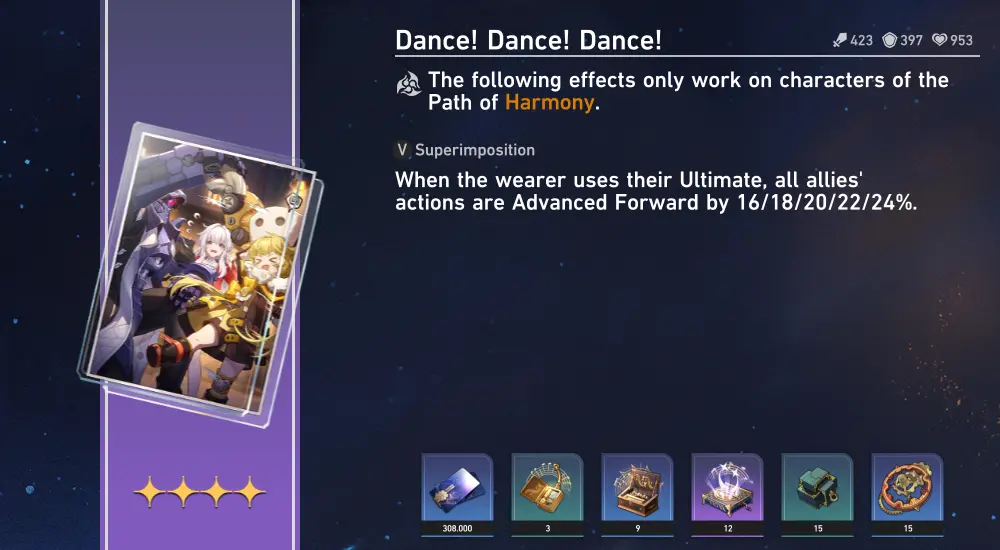 Dance! Dance! Dance!
423 397 953
The following effects only work on characters of the
Path of Harmony.
V Superimposition
When the wearer uses their Ultimate, all allies'
actions are Advanced Forward by 16/18/20/22/24%.
308.000 3 9 12 15 15